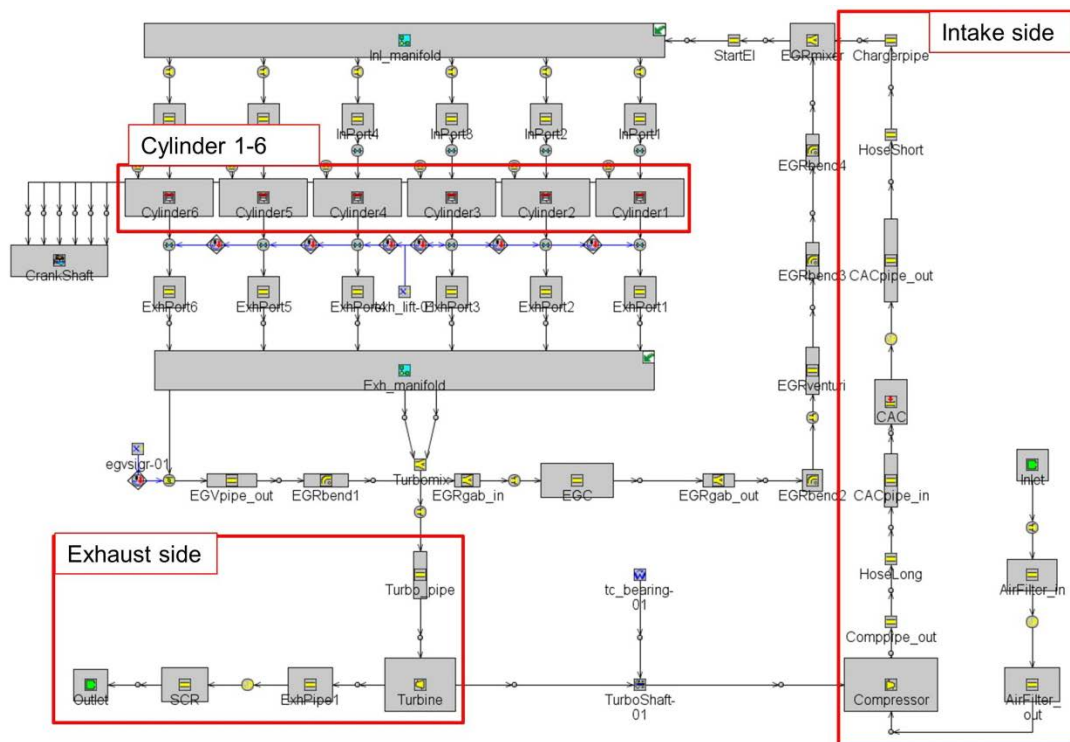 Intake side
Inl_manifold
StartEI
EGRmixer
Chargerpipe
InPort4
InPort3
InPort2
InPort1
HoseShort
Cylinder 1-6
EGRbend4
Cylinder6
Cylinder5
Cylinder4
Cylinder3
Cylinder2
Cylinder1
CrankShaft
EGRbend3
CACpipe_out
ExhPort6
ExhPort5
ExhPort3
ExhPort2
ExhPort1
Exh_manifold
EGRventuri
CAC
egvsigr-01
Turbomix
EGVpipe_out
EGRbend1
EGRgab_in
EGC
EGRgab_out
EGRbend2
CACpipe_in
Inlet
Exhaust side
Turbo_pipe
tc_bearing-
01
HoseLong
AirFilter_in
Comppipe_out
Outlet
SCR
ExhPipe1
Turbine
TurboShaft-
01
Compressor
AirFilter_
out